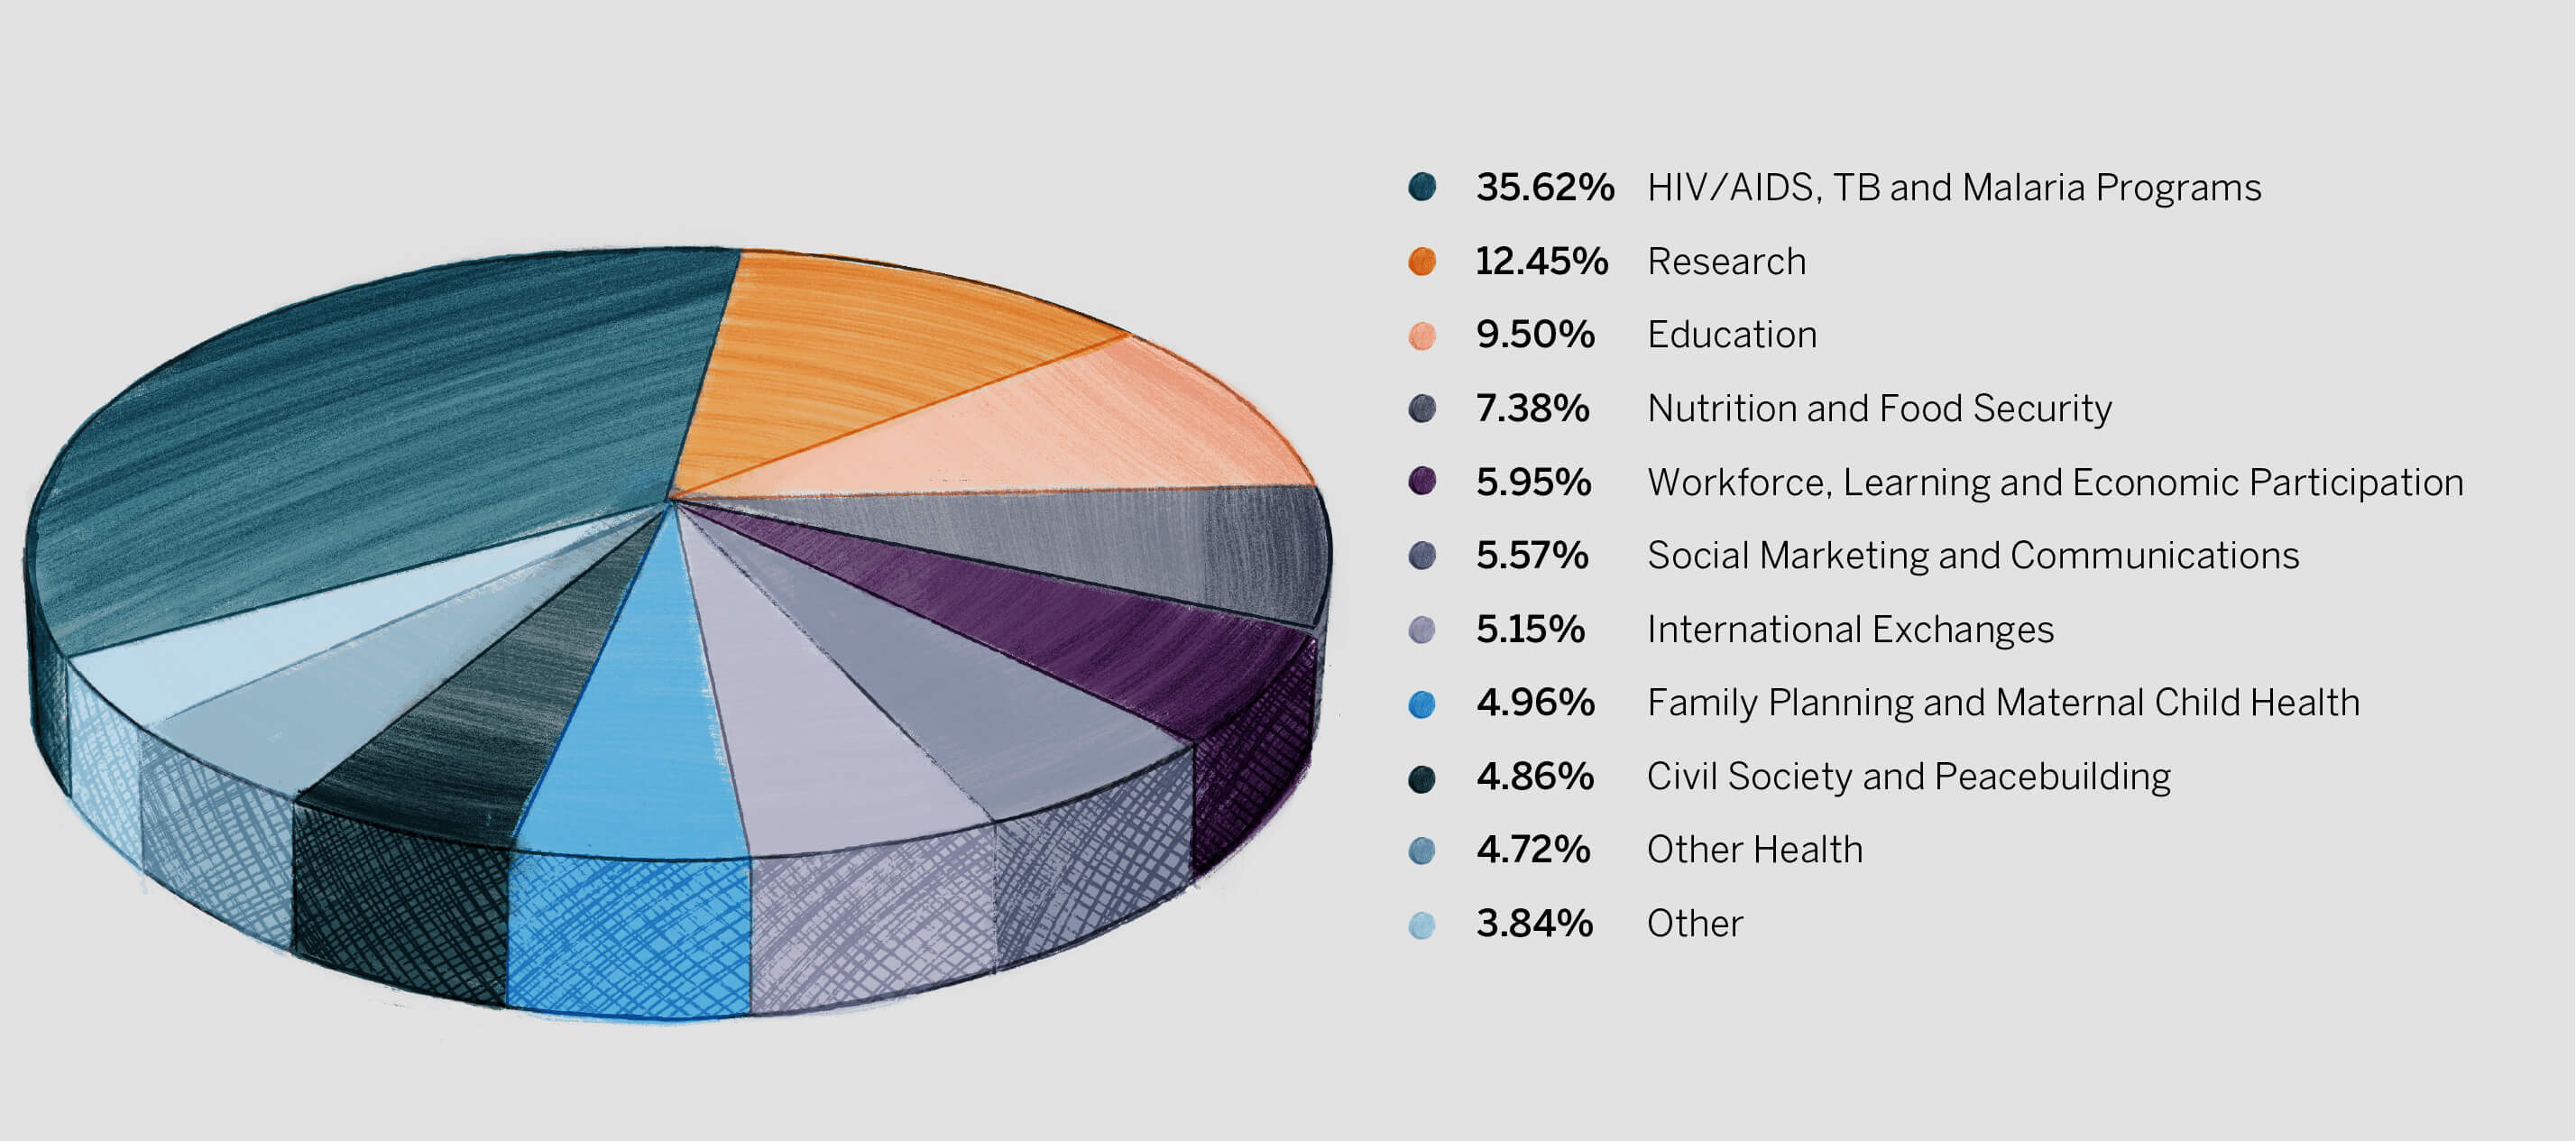 35.62% HIV/AIDS, TB and Malaria Programs
12.45% Research
9.50% Education
7.38% Nutrition and Food Security
5.95% Workforce, Learning and Economic Participation
5.57% Social Marketing and Communications
5.15% International Exchanges
4.96% Family Planning and Maternal Child Health
4.86% Civil Society and Peacebuilding
4.72% Other Health
3.84% Other